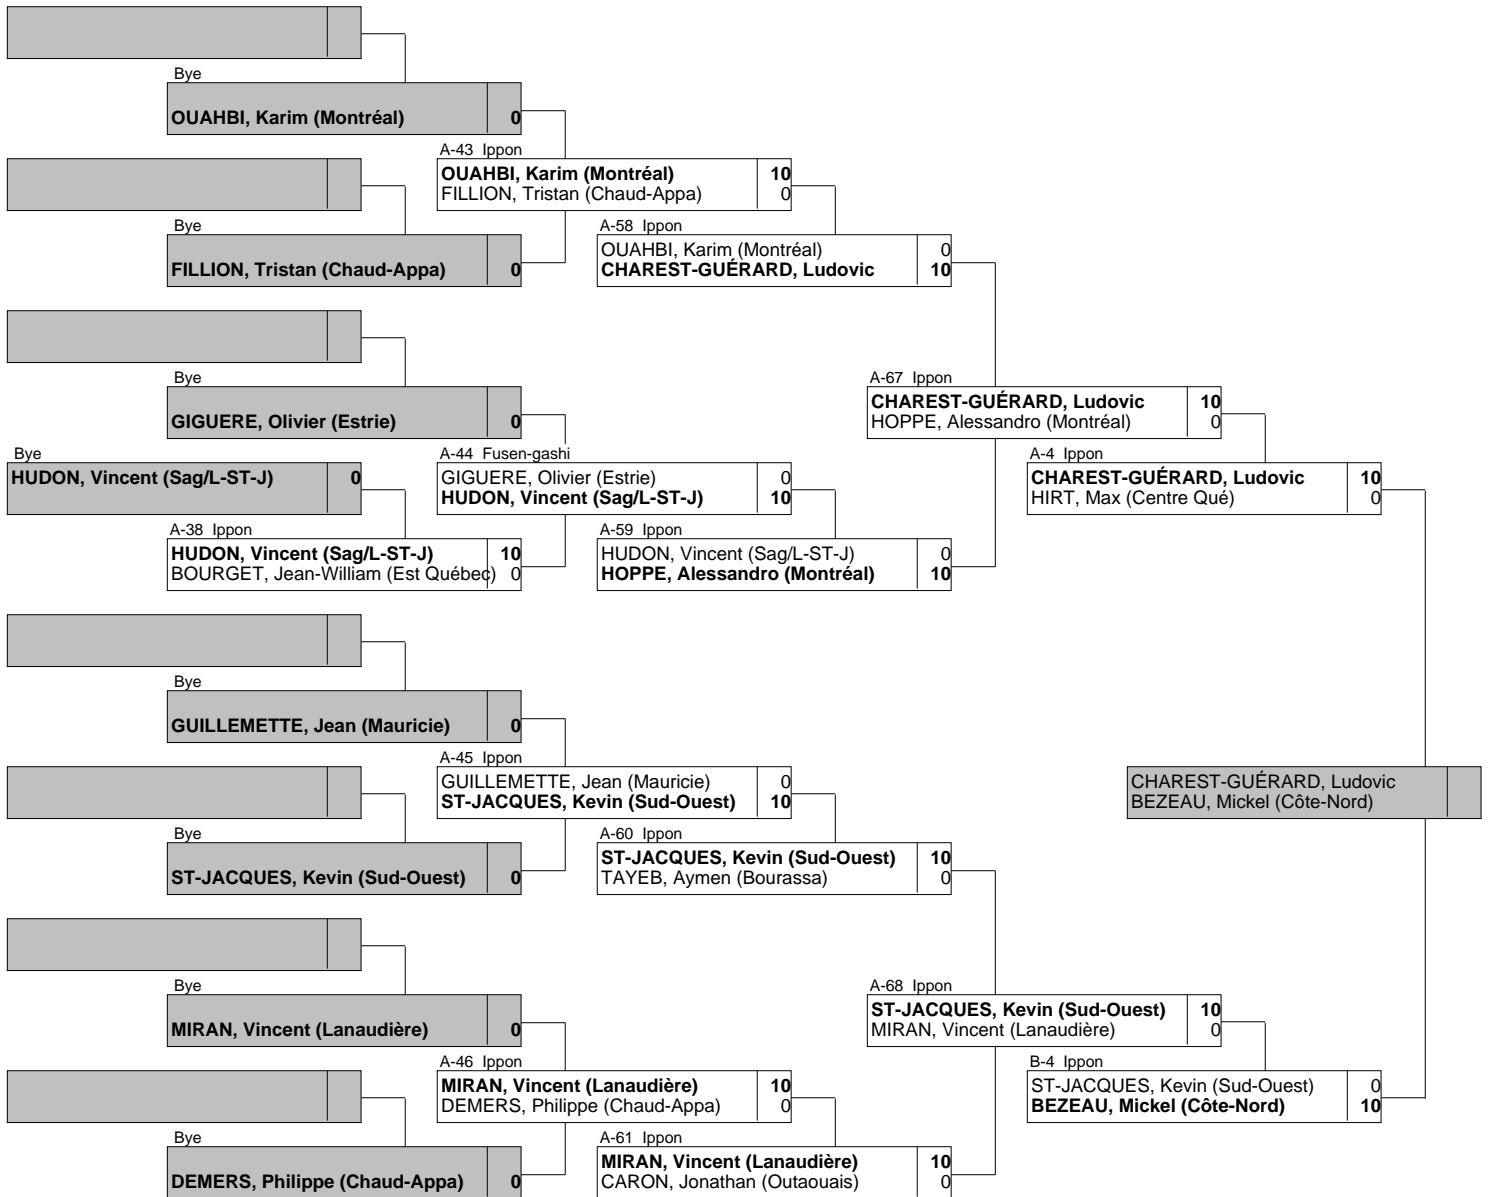 Bye
OUAHBI, Karim (Montréal) 0
A-43 Ippon
OUAHBI, Karim (Montréal) 10
FILLION, Tristan (Chaud-Appa) 0
Bye
FILLION, Tristan (Chaud-Appa) 0
A-58 Ippon
OUAHBI, Karim (Montréal) 0
CHAREST-GUÉRARD, Ludovic 10
Bye
GIGUERE, Olivier (Estrie) 0
A-67 Ippon
CHAREST-GUÉRARD, Ludovic 10
HOPPE, Alessandro (Montréal) 0
Bye
HUDON, Vincent (Sag/L-ST-J) 0
A-44 Fusen-gashi
GIGUERE, Olivier (Estrie) 0
HUDON, Vincent (Sag/L-ST-J) 10
A-4 Ippon
CHAREST-GUÉRARD, Ludovic 10
HIRT, Max (Centre Qué) 0
A-38 Ippon
HUDON, Vincent (Sag/L-ST-J) 10
BOURGET, Jean-William (Est Québec) 0
A-59 Ippon
HUDON, Vincent (Sag/L-ST-J) 0
HOPPE, Alessandro (Montréal) 10
Bye
GUILLEMETTE, Jean (Mauricie) 0
A-45 Ippon
GUILLEMETTE, Jean (Mauricie) 0
ST-JACQUES, Kevin (Sud-Ouest) 10
CHAREST-GUÉRARD, Ludovic
BEZEAU, Mickel (Côte-Nord)
Bye
ST-JACQUES, Kevin (Sud-Ouest) 0
A-60 Ippon
ST-JACQUES, Kevin (Sud-Ouest) 10
TAYEB, Aymen (Bourassa) 0
Bye
MIRAN, Vincent (Lanaudière) 0
A-68 Ippon
ST-JACQUES, Kevin (Sud-Ouest) 10
MIRAN, Vincent (Lanaudière) 0
A-46 Ippon
MIRAN, Vincent (Lanaudière) 10
DEMERS, Philippe (Chaud-Appa) 0
B-4 Ippon
ST-JACQUES, Kevin (Sud-Ouest) 0
BEZEAU, Mickel (Côte-Nord) 10
Bye
DEMERS, Philippe (Chaud-Appa) 0
A-61 Ippon
MIRAN, Vincent (Lanaudière) 10
CARON, Jonathan (Outaouais) 0